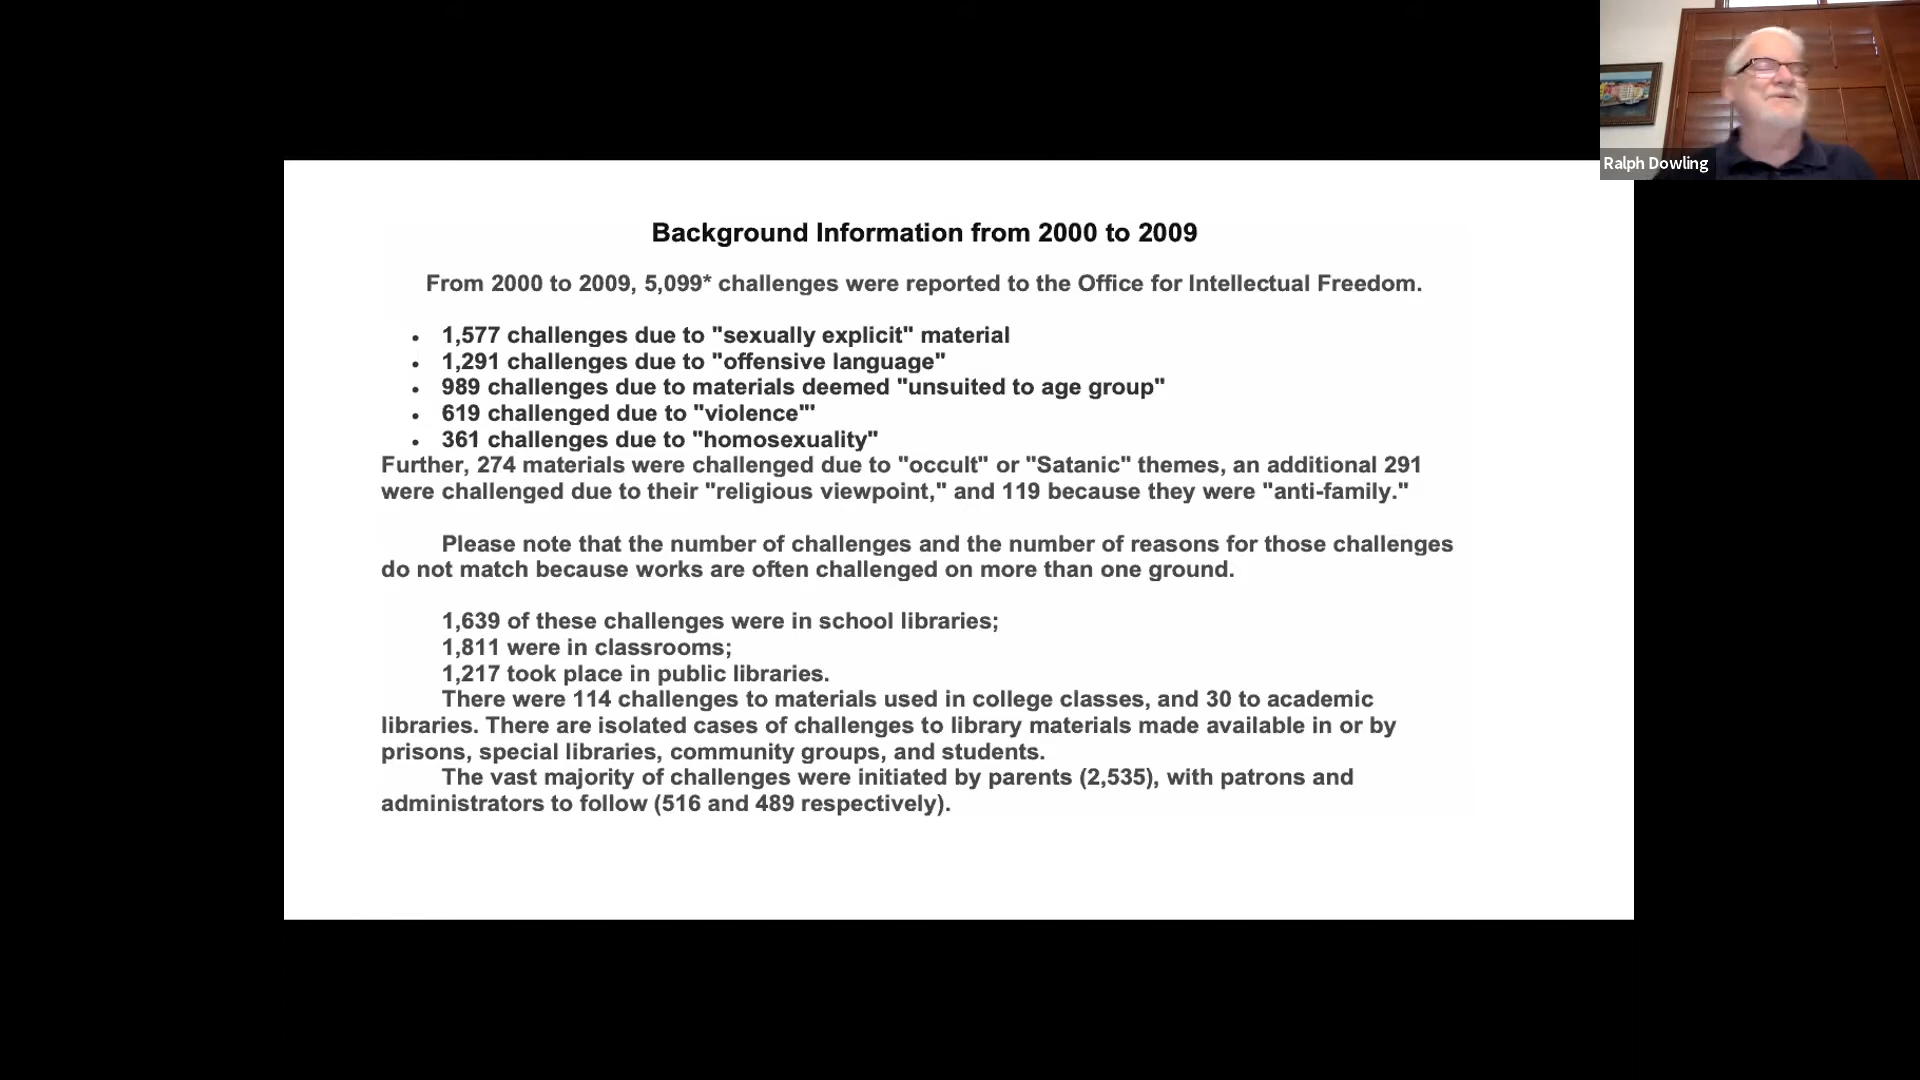 Ralph Dowling
Background Information from 2000 to 2009
From 2000 to 2009, 5,099* challenges were reported to the Office for Intellectual Freedom.
• 1,577 challenges due to "sexually explicit" material
• 1,291 challenges due to "offensive language"
• 989 challenges due to materials deemed "unsuited to age group"
• 619 challenged due to "violence"'
• 361 challenges due to "homosexuality"
Further, 274 materials were challenged due to "occult" or "Satanic" themes, an additional 291
were challenged due to their "religious viewpoint," and 119 because they were "anti-family."
Please note that the number of challenges and the number of reasons for those challenges
do not match because works are often challenged on more than one ground.
1,639 of these challenges were in school libraries;
1,811 were in classrooms;
1,217 took place in public libraries.
There were 114 challenges to materials used in college classes, and 30 to academic
libraries. There are isolated cases of challenges to library materials made available in or by
prisons, special libraries, community groups, and students.
The vast majority of challenges were initiated by parents (2,535), with patrons and
administrators to follow (516 and 489 respectively).